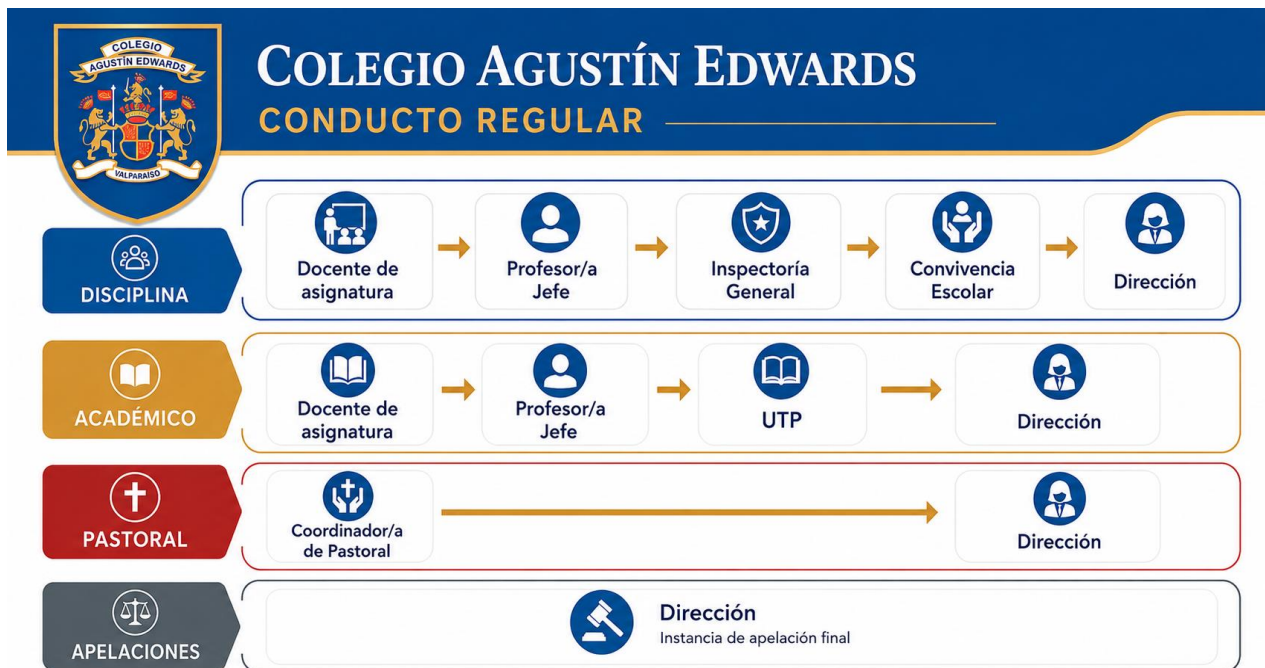 COLEGIO
AGUSTÍN EDWARDS
VALPARAISO
COLEGIO AGUSTÍN EDWARDS
CONDUCTO REGULAR
DISCIPLINA
Docente de
asignatura
Profesor/a
Jefe
Inspectoría
General
Convivencia
Escolar
Dirección
ACADÉMICO
Docente de
asignatura
Profesor/a
Jefe
UTP
Dirección
PASTORAL
Coordinador/a
de Pastoral
Dirección
APELACIONES
Dirección
Instancia de apelación final